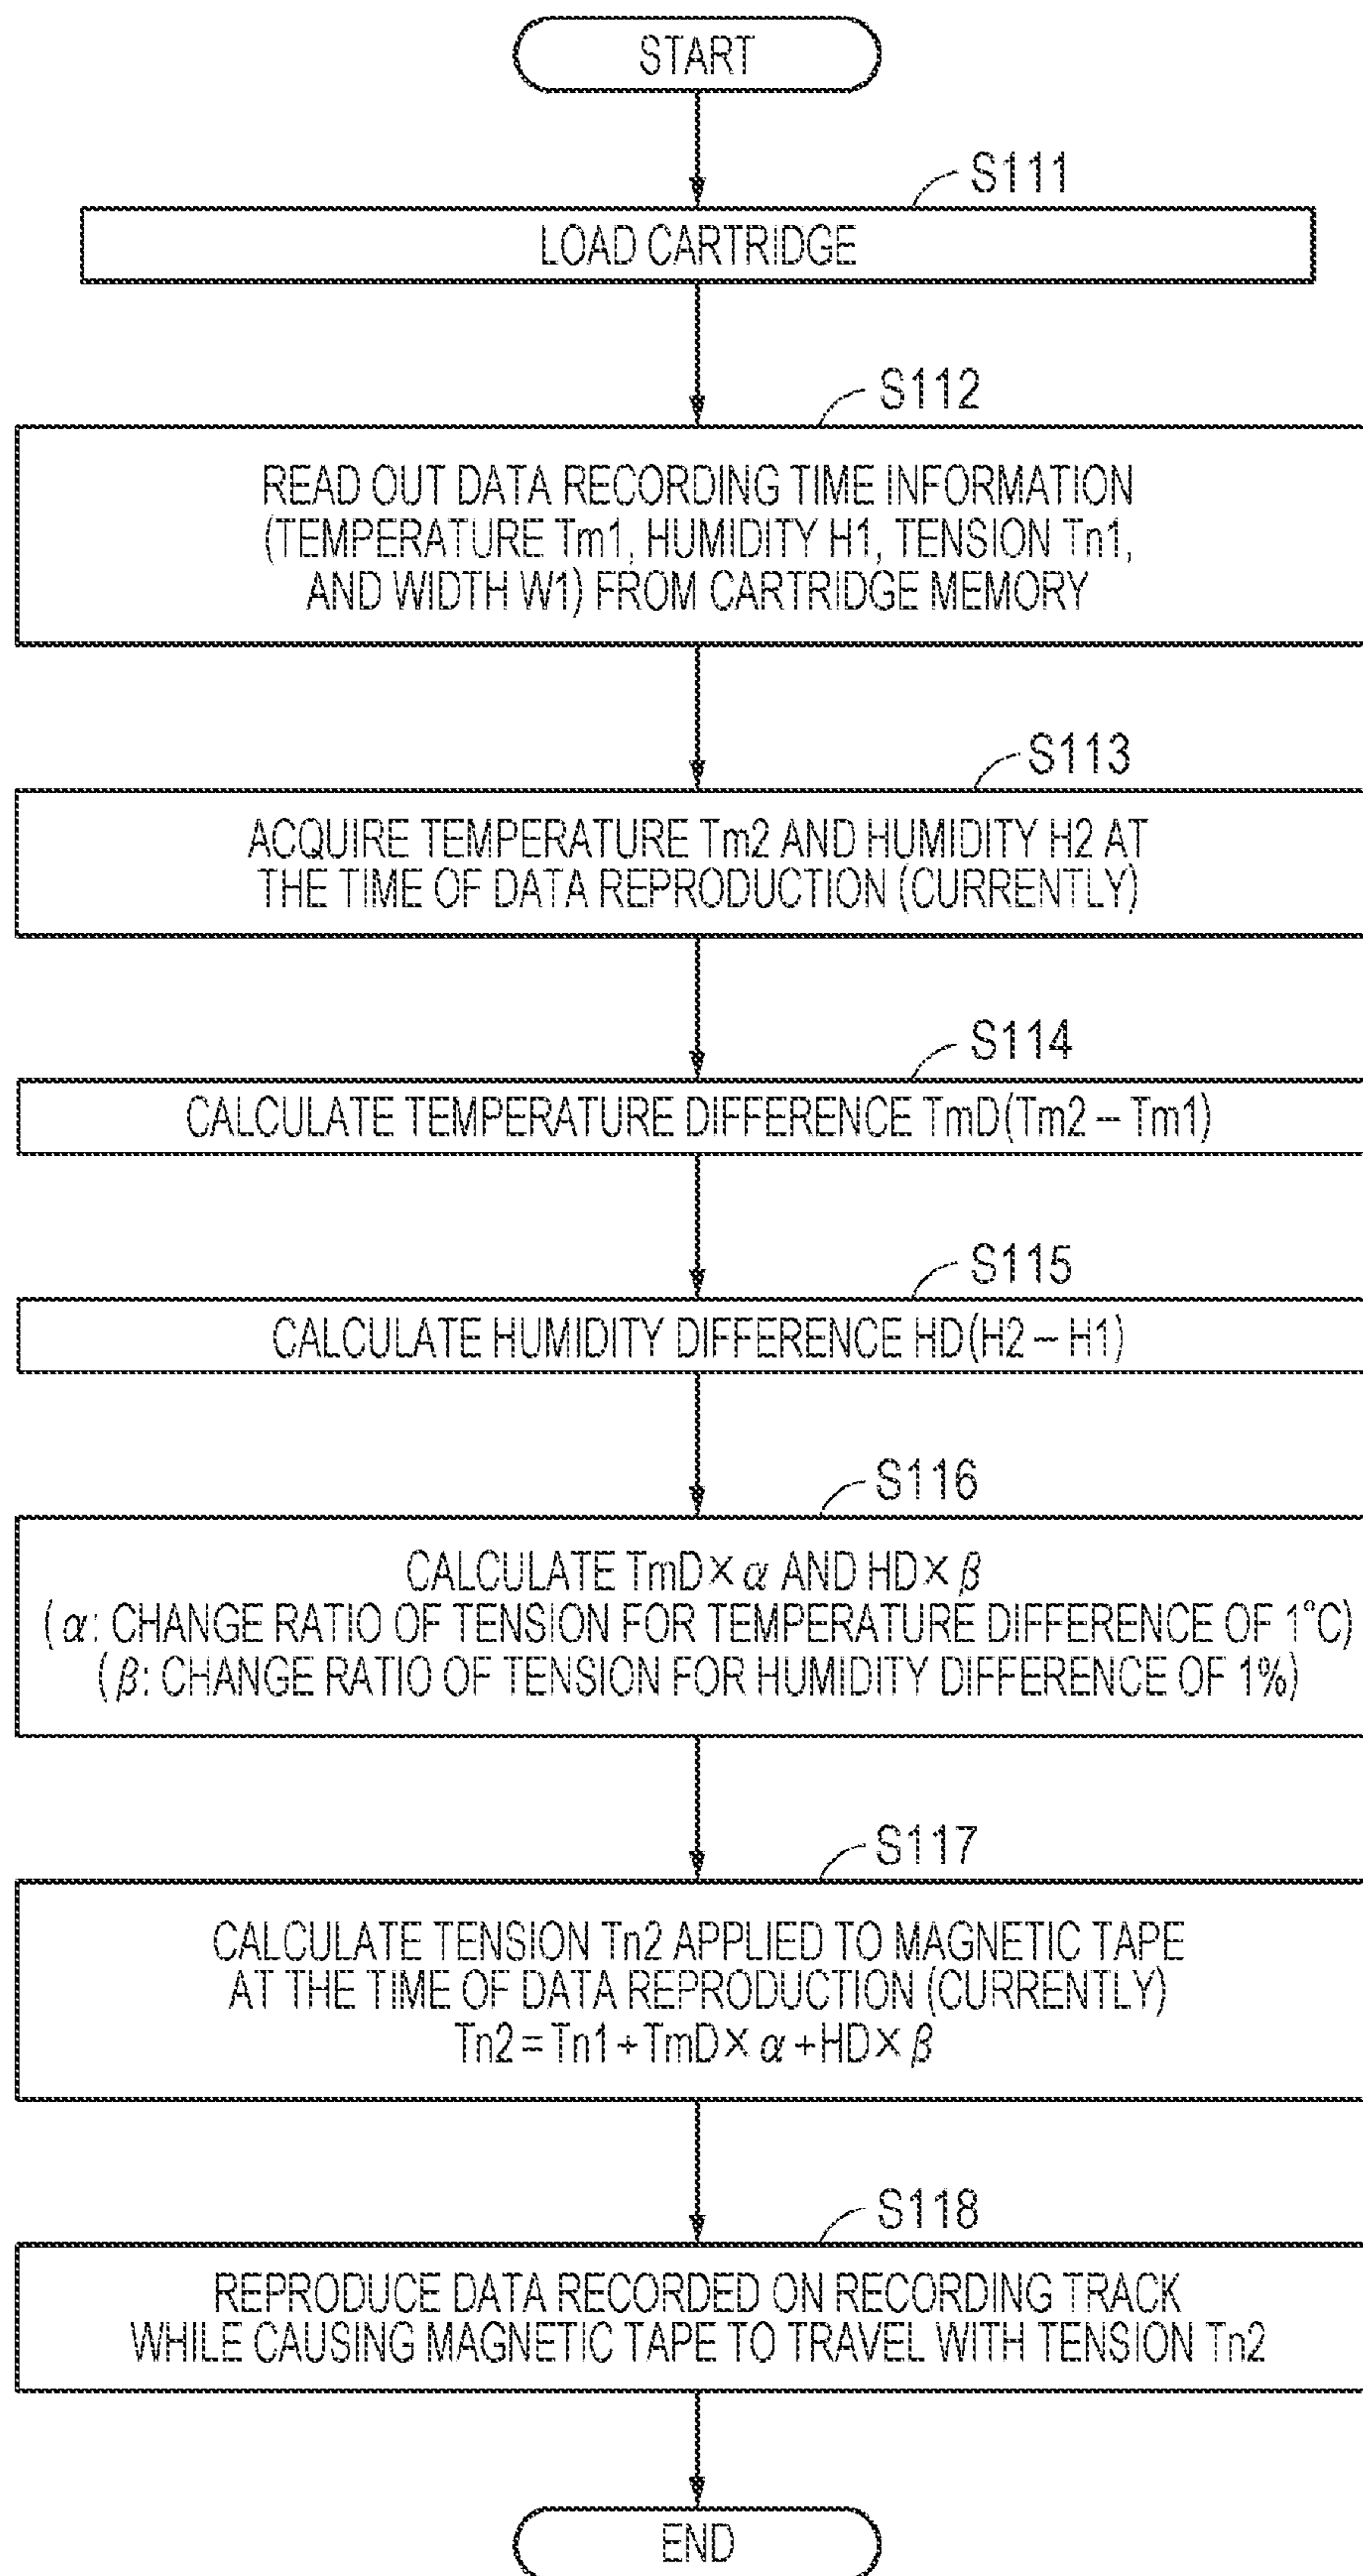 START
S111
LOAD CARTRIDGE
S112
READ OUT DATA RECORDING TIME INFORMATION
(TEMPERATURE Tm1, HUMIDITY H1, TENSION Tn1,
AND WIDTH W1) FROM CARTRIDGE MEMORY
S113
ACQUIRE TEMPERATURE Tm2 AND HUMIDITY H2 AT
THE TIME OF DATA REPRODUCTION (CURRENTLY)
S114
CALCULATE TEMPERATURE DIFFERENCE TmD(Tm2 – Tm1)
S115
CALCULATE HUMIDITY DIFFERENCE HD(H2 – H1)
S116
CALCULATE TmD×α AND HD×β
(α: CHANGE RATIO OF TENSION FOR TEMPERATURE DIFFERENCE OF 1°C)
(β: CHANGE RATIO OF TENSION FOR HUMIDITY DIFFERENCE OF 1%)
S117
CALCULATE TENSION Tn2 APPLIED TO MAGNETIC TAPE
AT THE TIME OF DATA REPRODUCTION (CURRENTLY)
Tn2 = Tn1 + TmD×α + HD×β
S118
REPRODUCE DATA RECORDED ON RECORDING TRACK
WHILE CAUSING MAGNETIC TAPE TO TRAVEL WITH TENSION Tn2
END